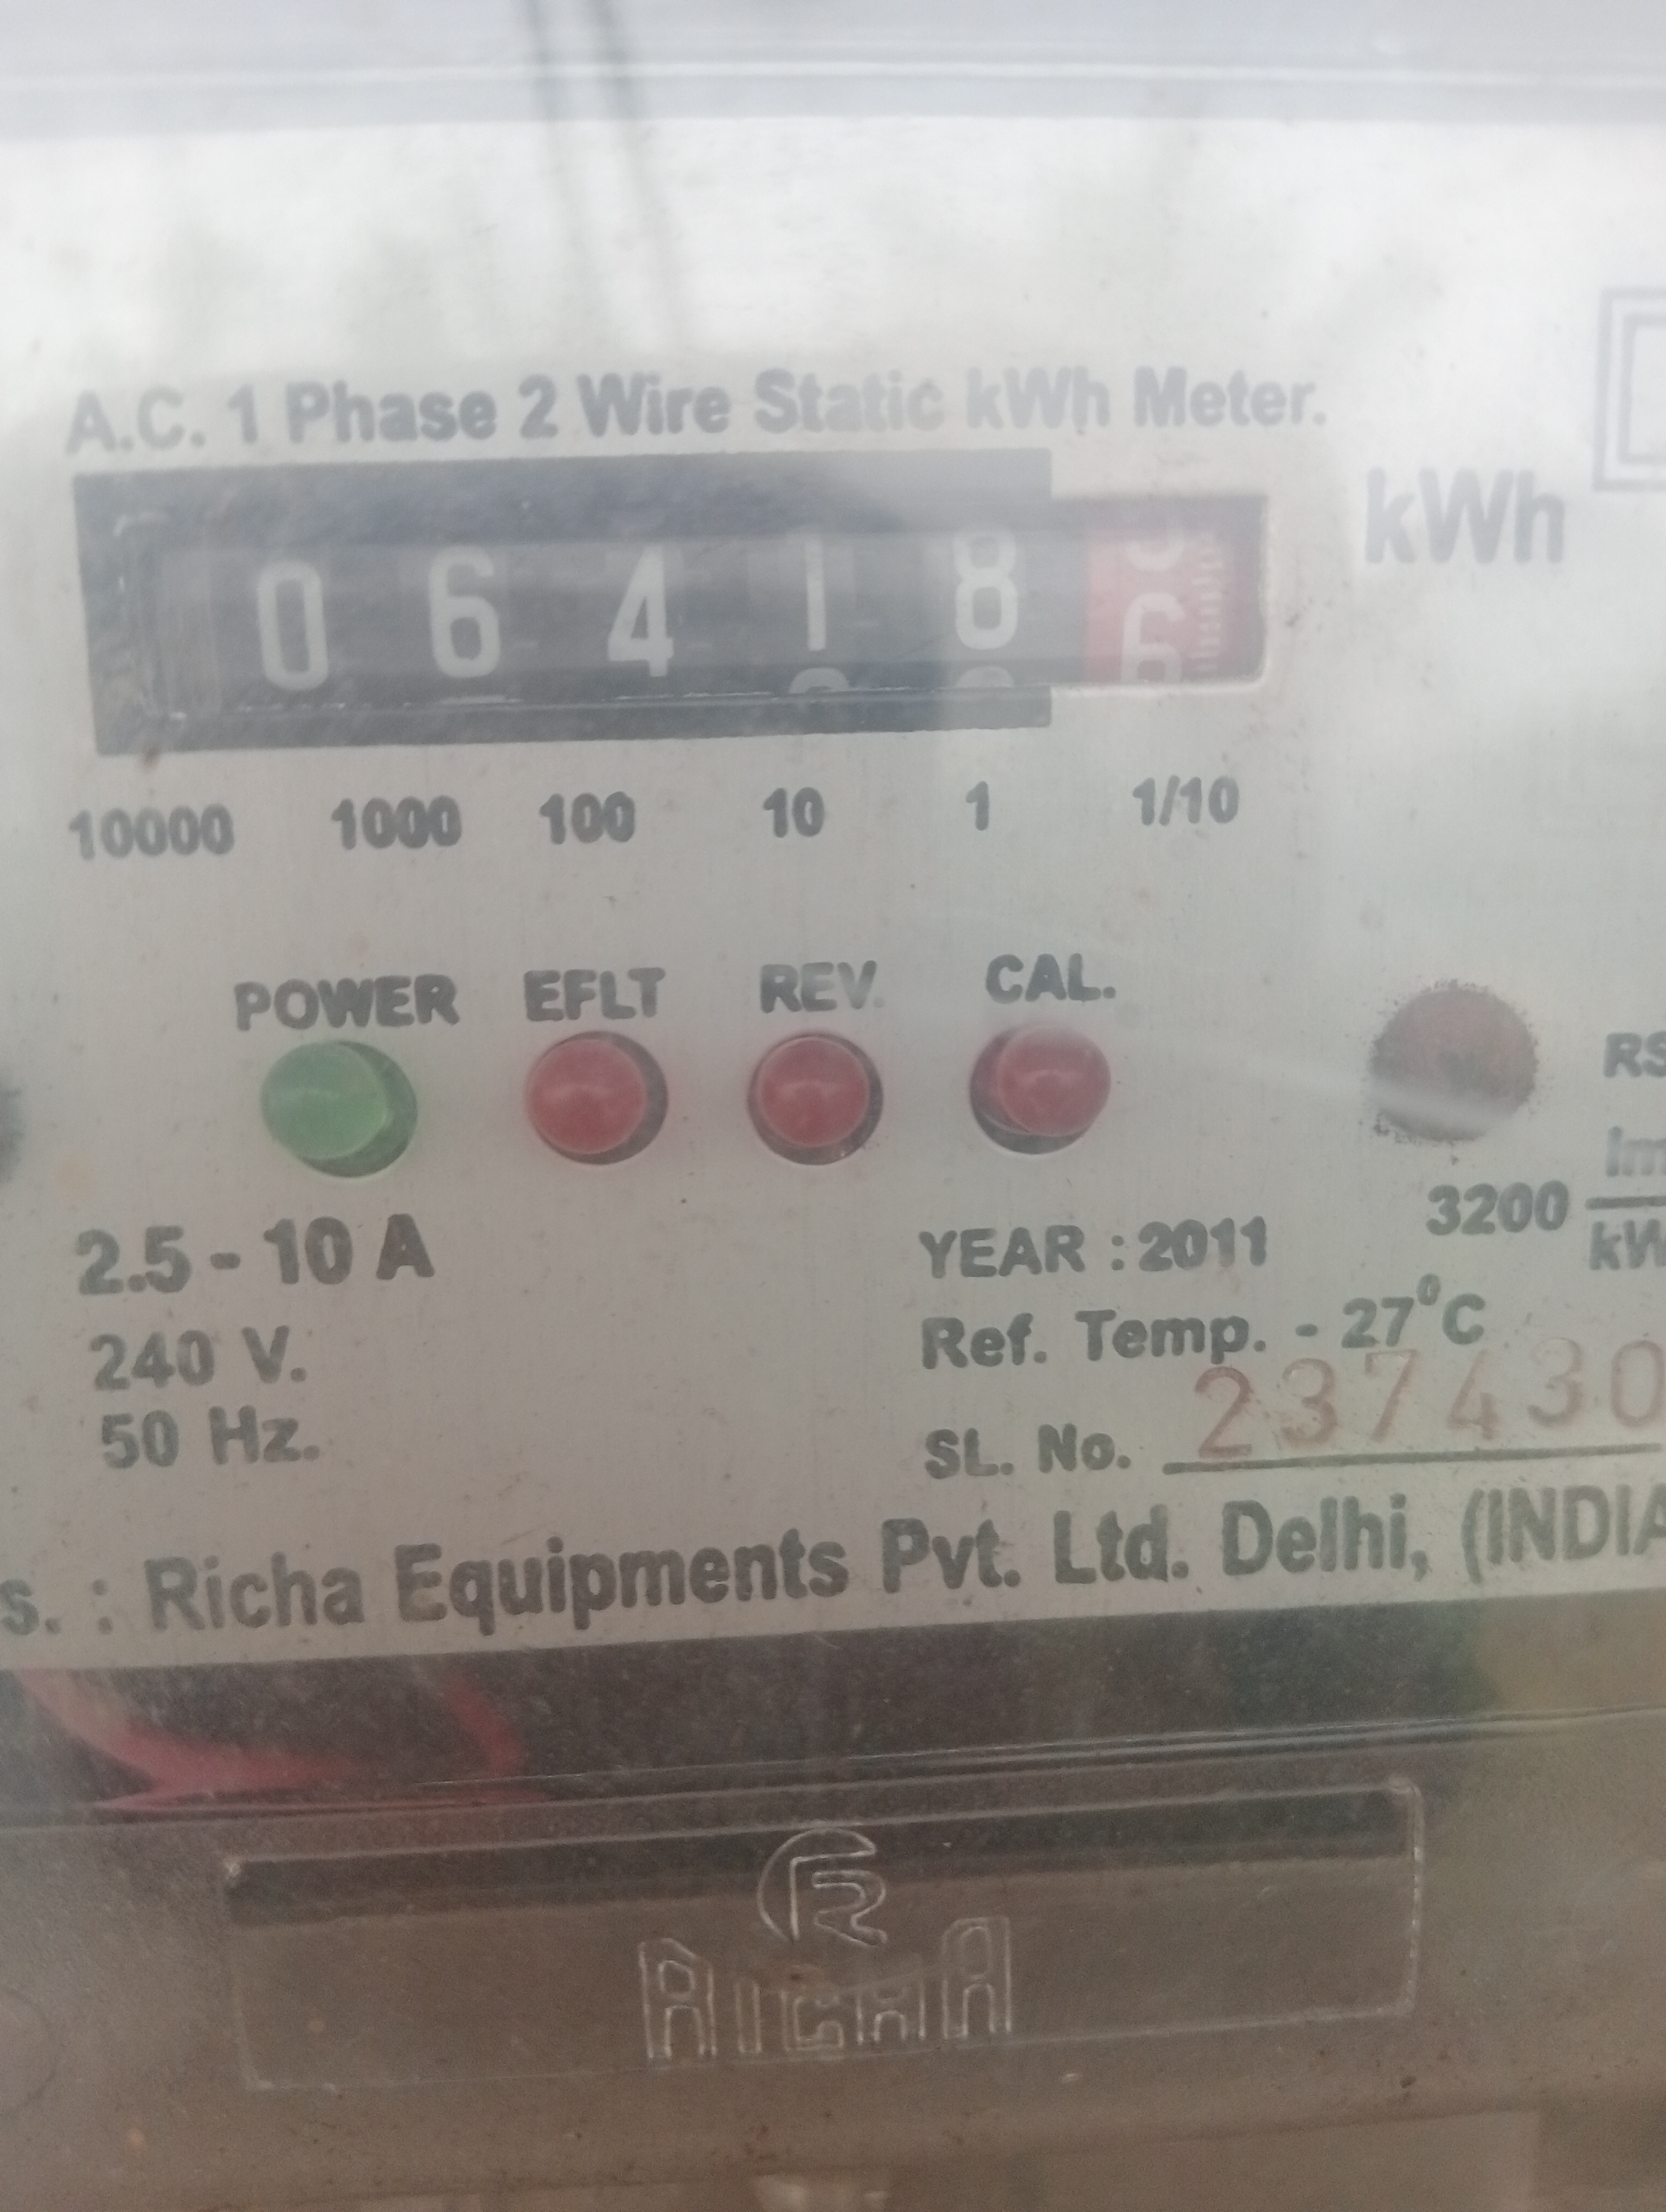 A.C. 1 Phase 2 Wire Static kWh Meter.
0 6 4 1 8 6
kWh
10000 1000 100 10 1 1/10
POWER EFLT REV. CAL.
2.5 - 10 A
240 V.
50 Hz.
YEAR : 2011
3200
Ref. Temp. - 27⁰C
SL. No. 237430
s. : Richa Equipments Pvt. Ltd. Delhi, (INDIA
RICHA